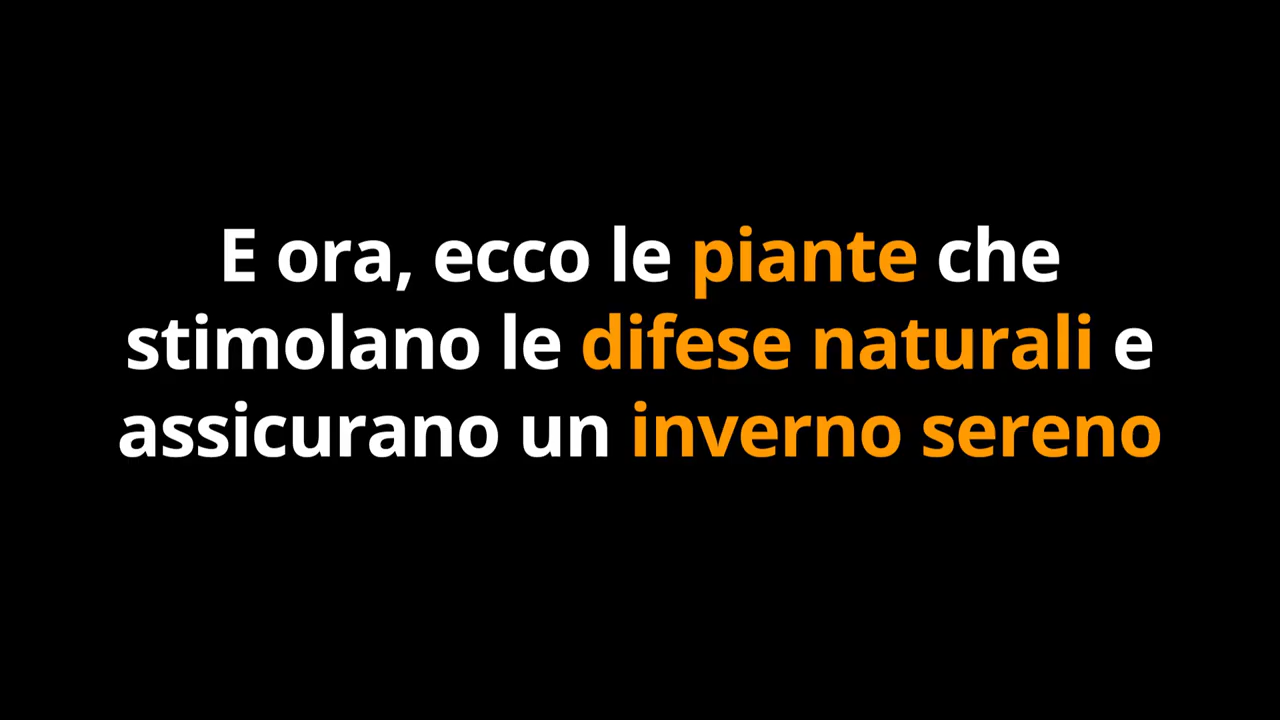 E ora, ecco le piante che
stimolano le difese naturali e
assicurano un inverno sereno